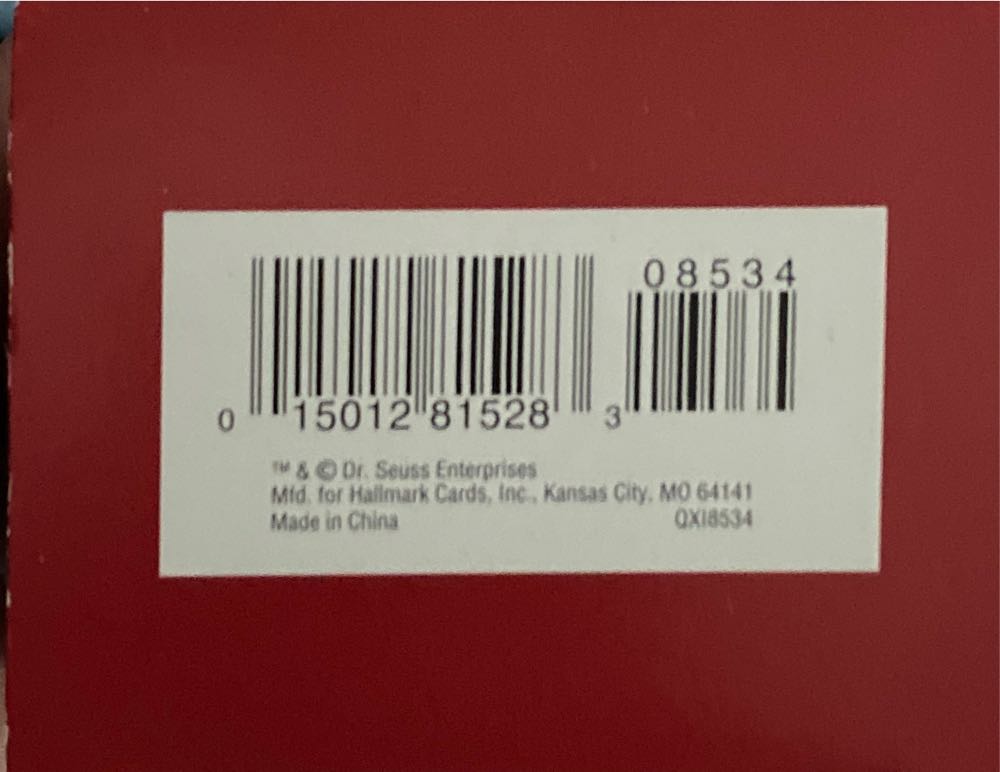 08534
0 15012 81528 3
™ & © Dr. Seuss Enterprises
Mfd. for Hallmark Cards, Inc., Kansas City, MO 64141
Made in China QXI8534